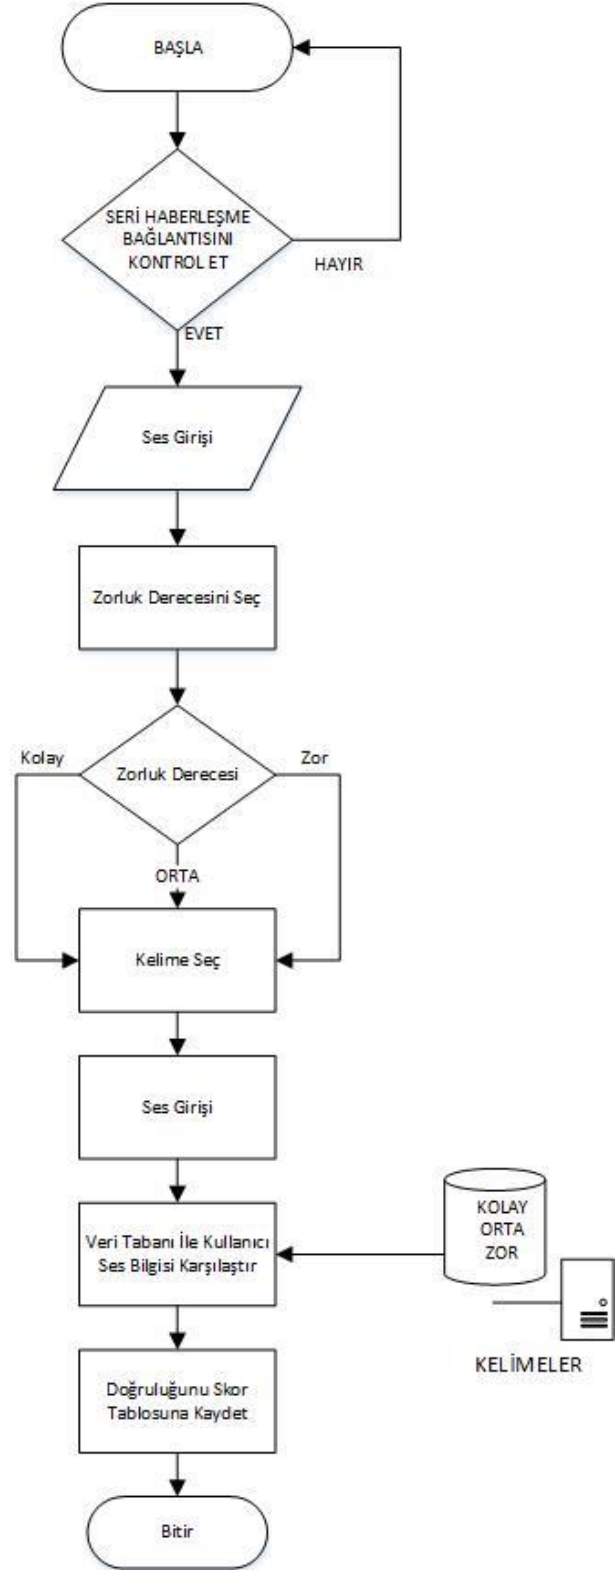 BAŞLA
SERİ HABERLEŞME
BAĞLANTISINI
KONTROL ET
HAYIR
EVET
Ses Girişi
Zorluk Derecesini Seç
Kolay
Zorluk Derecesi
Zor
ORTA
Kelime Seç
Ses Girişi
Veri Tabanı İle Kullanıcı
Ses Bilgisi Karşılaştır
KOLAY
ORTA
ZOR
KELİMELER
Doğruluğunu Skor
Tablosuna Kaydet
Bitir